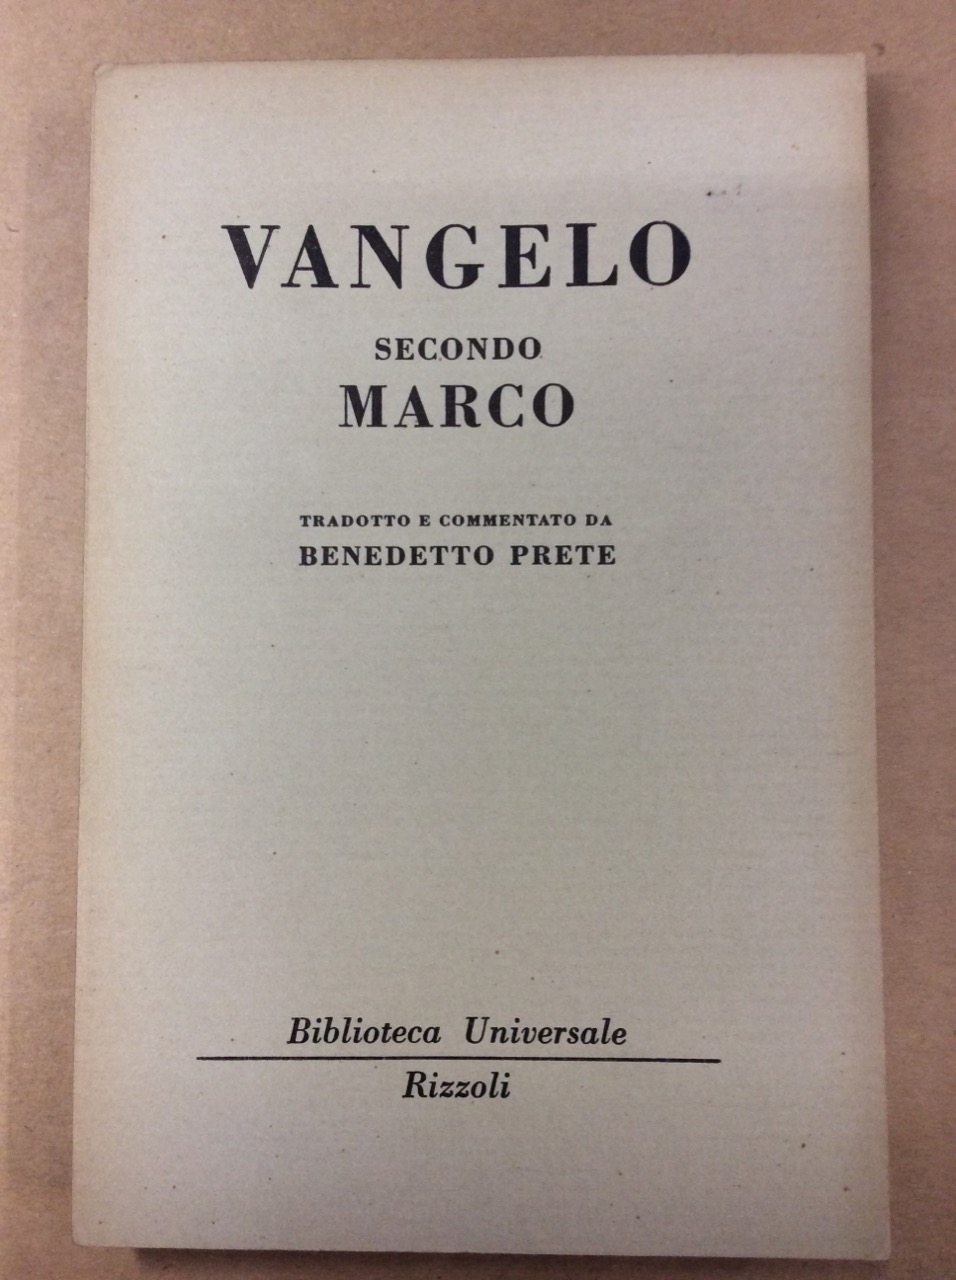 VANGELO
SECONDO
MARCO
TRADOTTO E COMMENTATO DA
BENEDETTO PRETE
Biblioteca Universale
Rizzoli